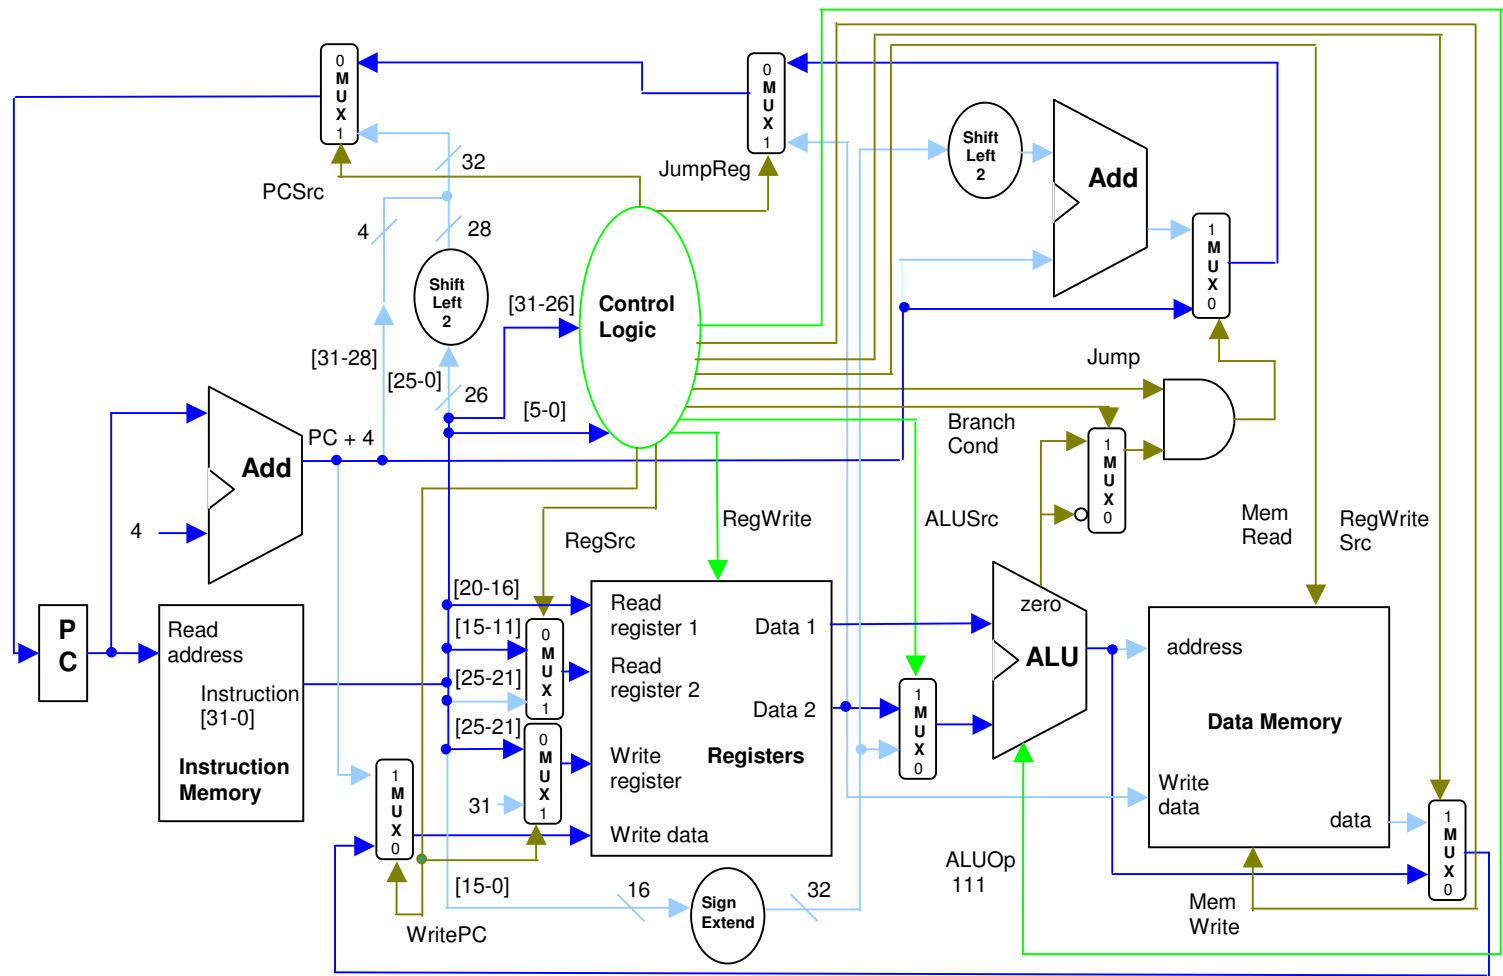 0
M
U
X
1
PCSrc
32
4
28
Shift
Left
2
[31-28]
[25-0]
26
[31-26]
[5-0]
Control
Logic
JumpReg
0
M
U
X
1
Shift
Left
2
Add
1
M
U
X
0
Jump
Branch
Cond
1
M
U
X
0
PC + 4
Add
4
P
C
Read
address
Instruction
[31-0]
Instruction
Memory
RegSrc
RegWrite
ALUSrc
Mem
Read
RegWrite
Src
[20-16]
[15-11]
[25-21]
[25-21]
0
M
U
X
1
0
M
U
X
1
31
1
M
U
X
0
[15-0]
WritePC
Read
register 1
Read
register 2
Write
register
Write data
Data 1
Data 2
Registers
16
Sign
Extend
32
1
M
U
X
0
zero
ALU
ALUOp
111
address
Data Memory
Write
data
data
Mem
Write
1
M
U
X
0